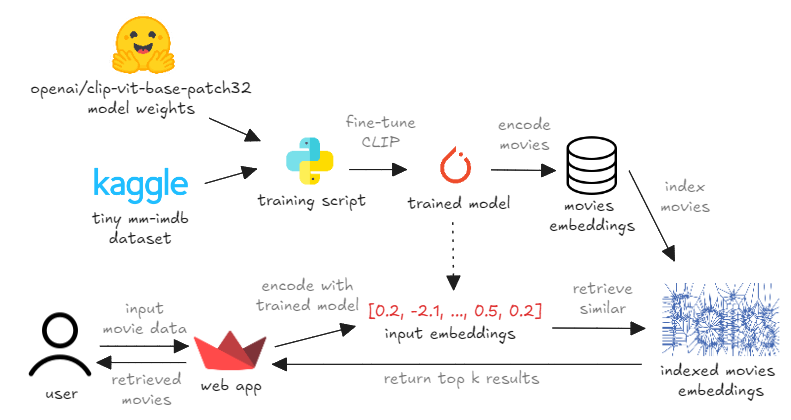 openai/clip-vit-base-patch32
model weights
kaggle
tiny mm-imdb
dataset
training script
fine-tune
CLIP
trained model
encode
movies
movies
embeddings
index
movies
user
input
movie data
retrieved
movies
web app
encode with
trained model
[0.2, -2.1, ..., 0.5, 0.2]
input embeddings
retrieve
similar
return top k results
faiss
indexed movies
embeddings